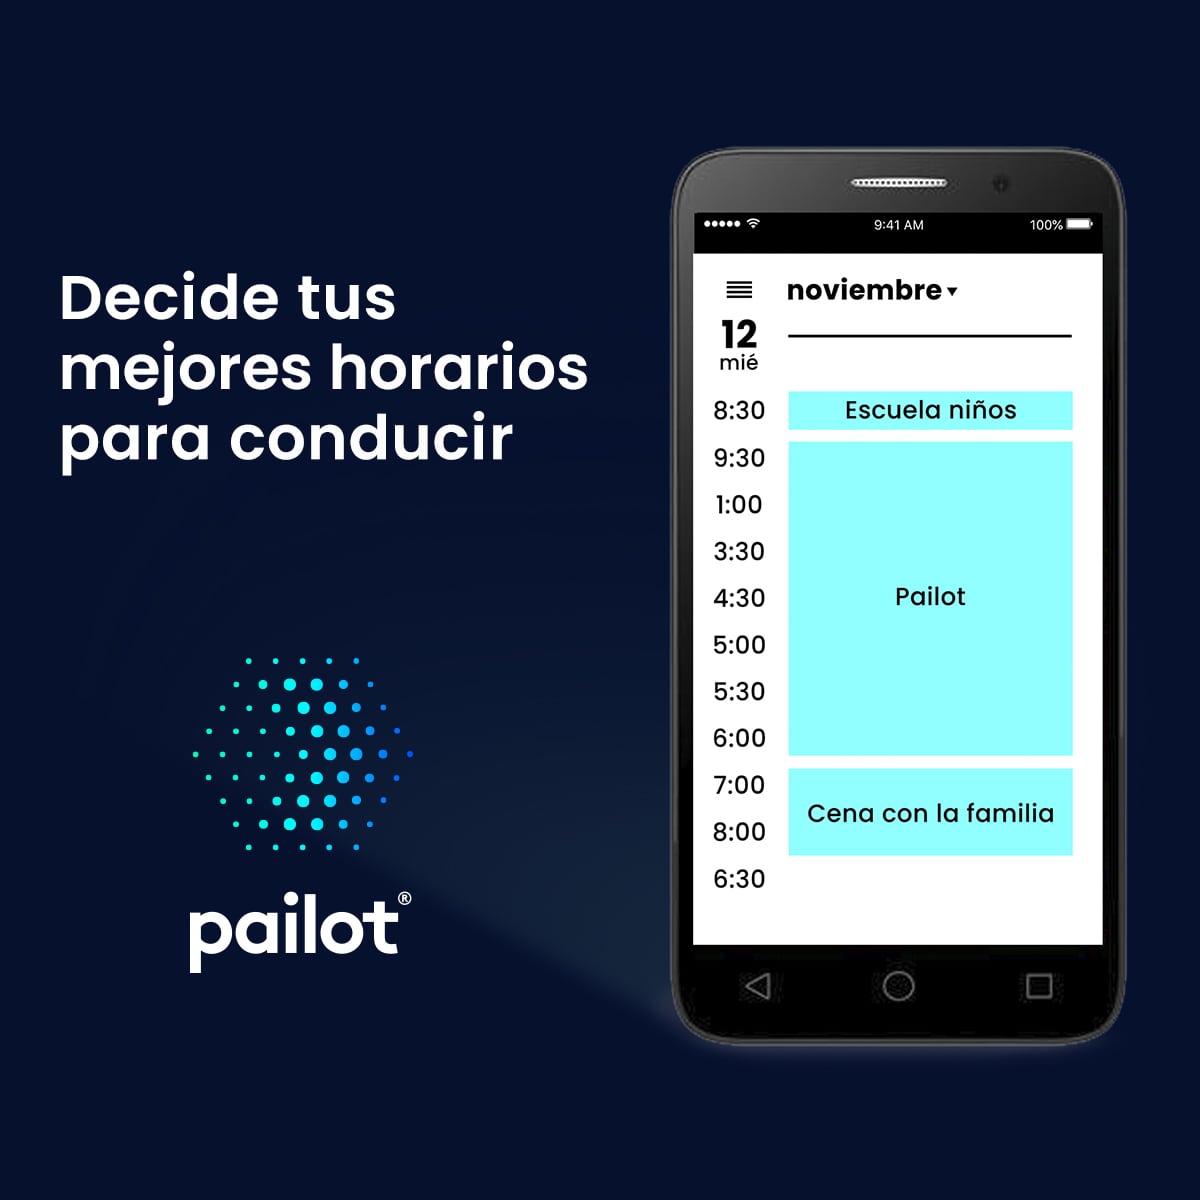 Decide tus
mejores horarios
para conducir
pailot®
9:41 AM
100%
noviembre
12
mié
8:30
Escuela niños
9:30
1:00
3:30
4:30
Pailot
5:00
5:30
6:00
7:00
Cena con la familia
8:00
6:30